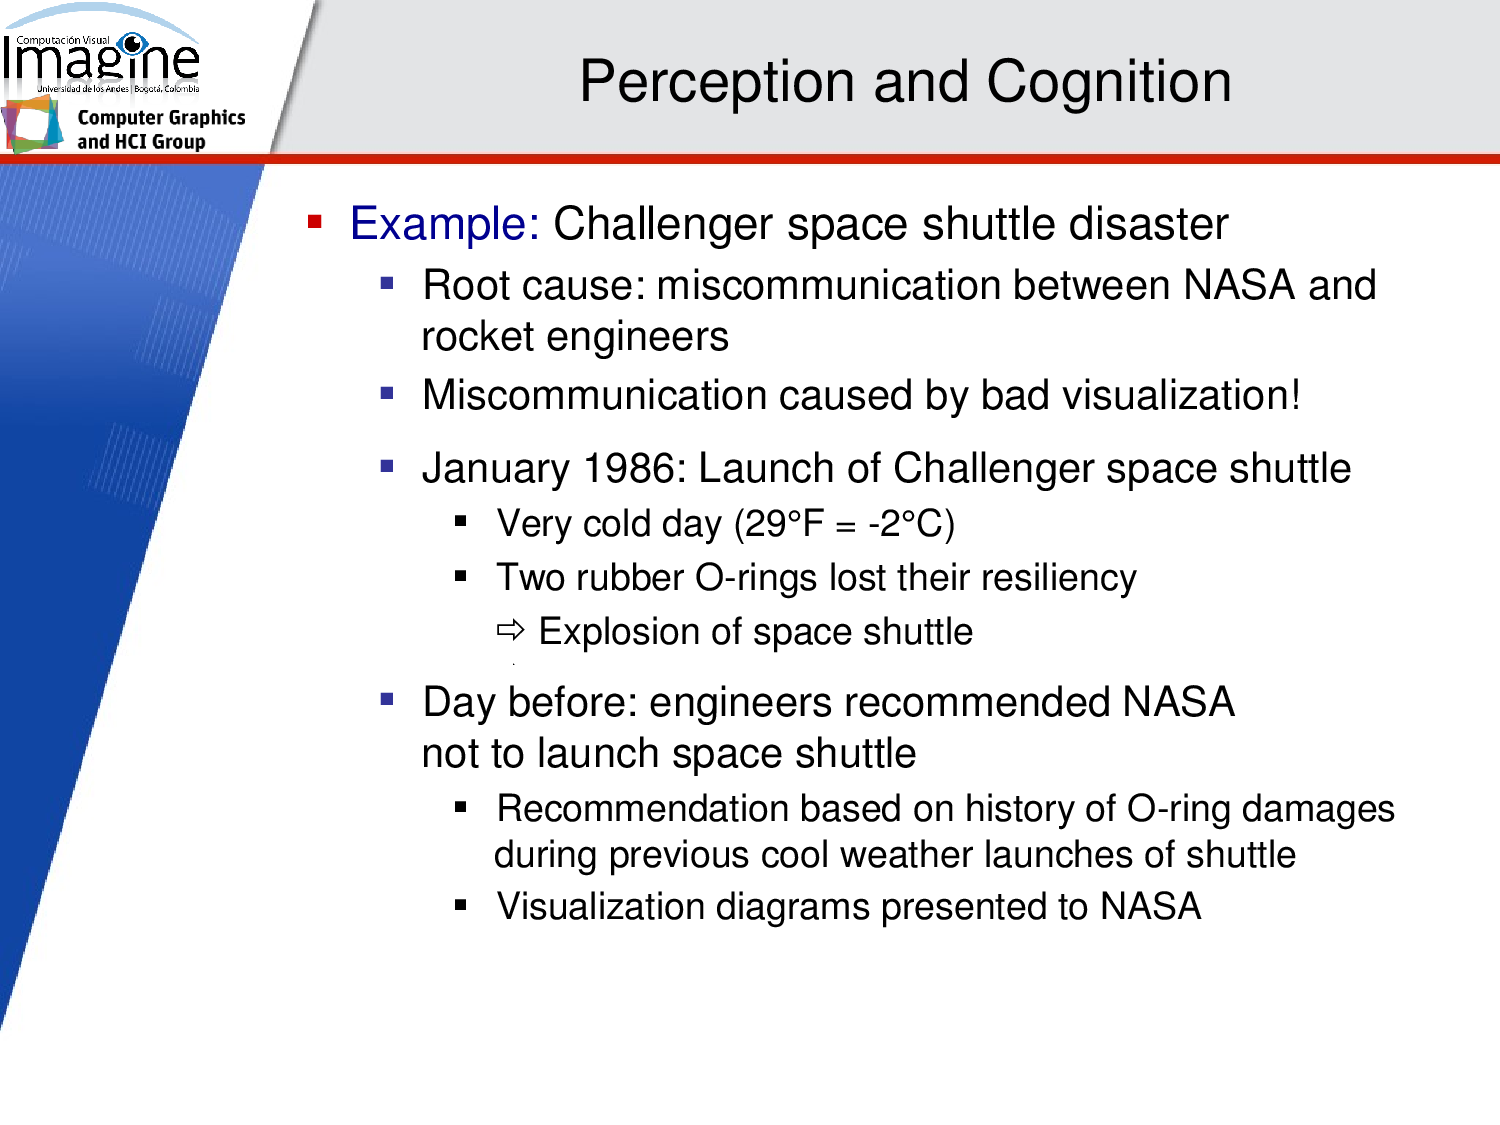 Computación Visual
Imagine
Universidad de los Andes | Bogotá, Colombia
Computer Graphics
and HCI Group
Perception and Cognition
Example: Challenger space shuttle disaster
Root cause: miscommunication between NASA and
rocket engineers
Miscommunication caused by bad visualization!
January 1986: Launch of Challenger space shuttle
Very cold day (29°F = -2°C)
Two rubber O-rings lost their resiliency
⇨ Explosion of space shuttle
Day before: engineers recommended NASA
not to launch space shuttle
Recommendation based on history of O-ring damages
during previous cool weather launches of shuttle
Visualization diagrams presented to NASA